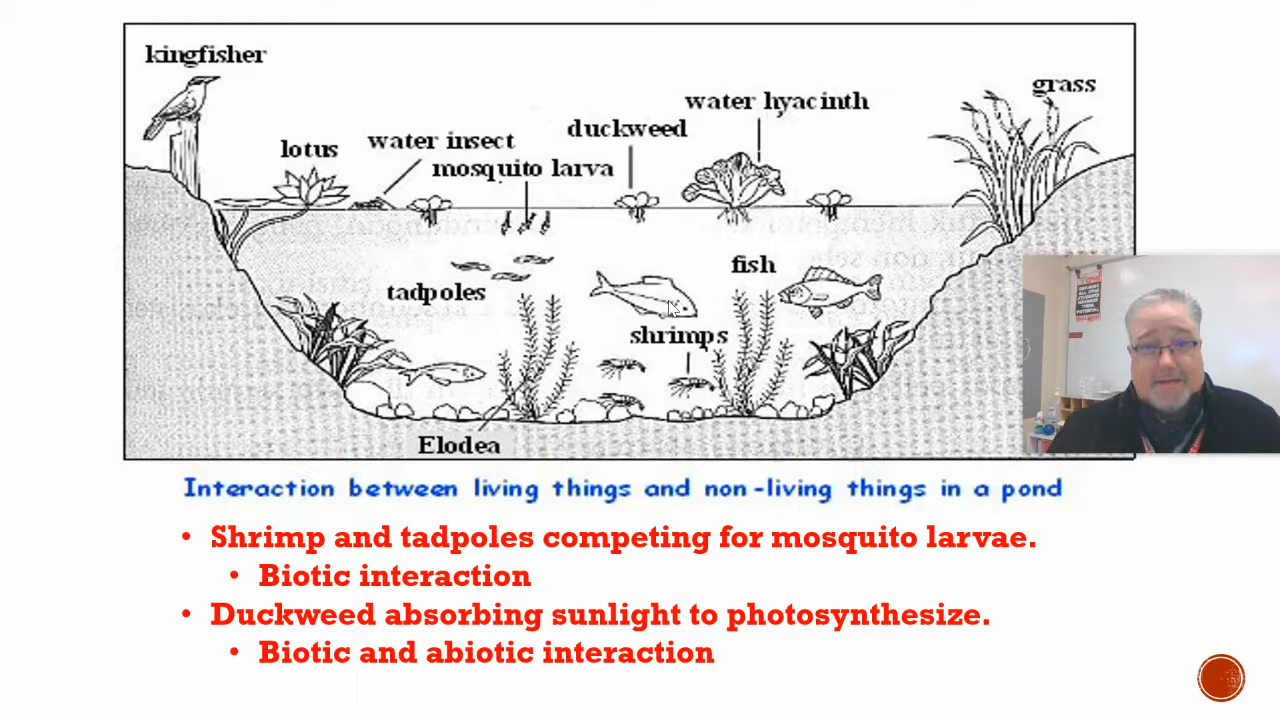 kingfisher
grass
water hyacinth
duckweed
water insect
lotus
mosquito larva
fish
tadpoles
shrimps
Elodea
Interaction between living things and non-living things in a pond
• Shrimp and tadpoles competing for mosquito larvae.
• Biotic interaction
• Duckweed absorbing sunlight to photosynthesize.
• Biotic and abiotic interaction